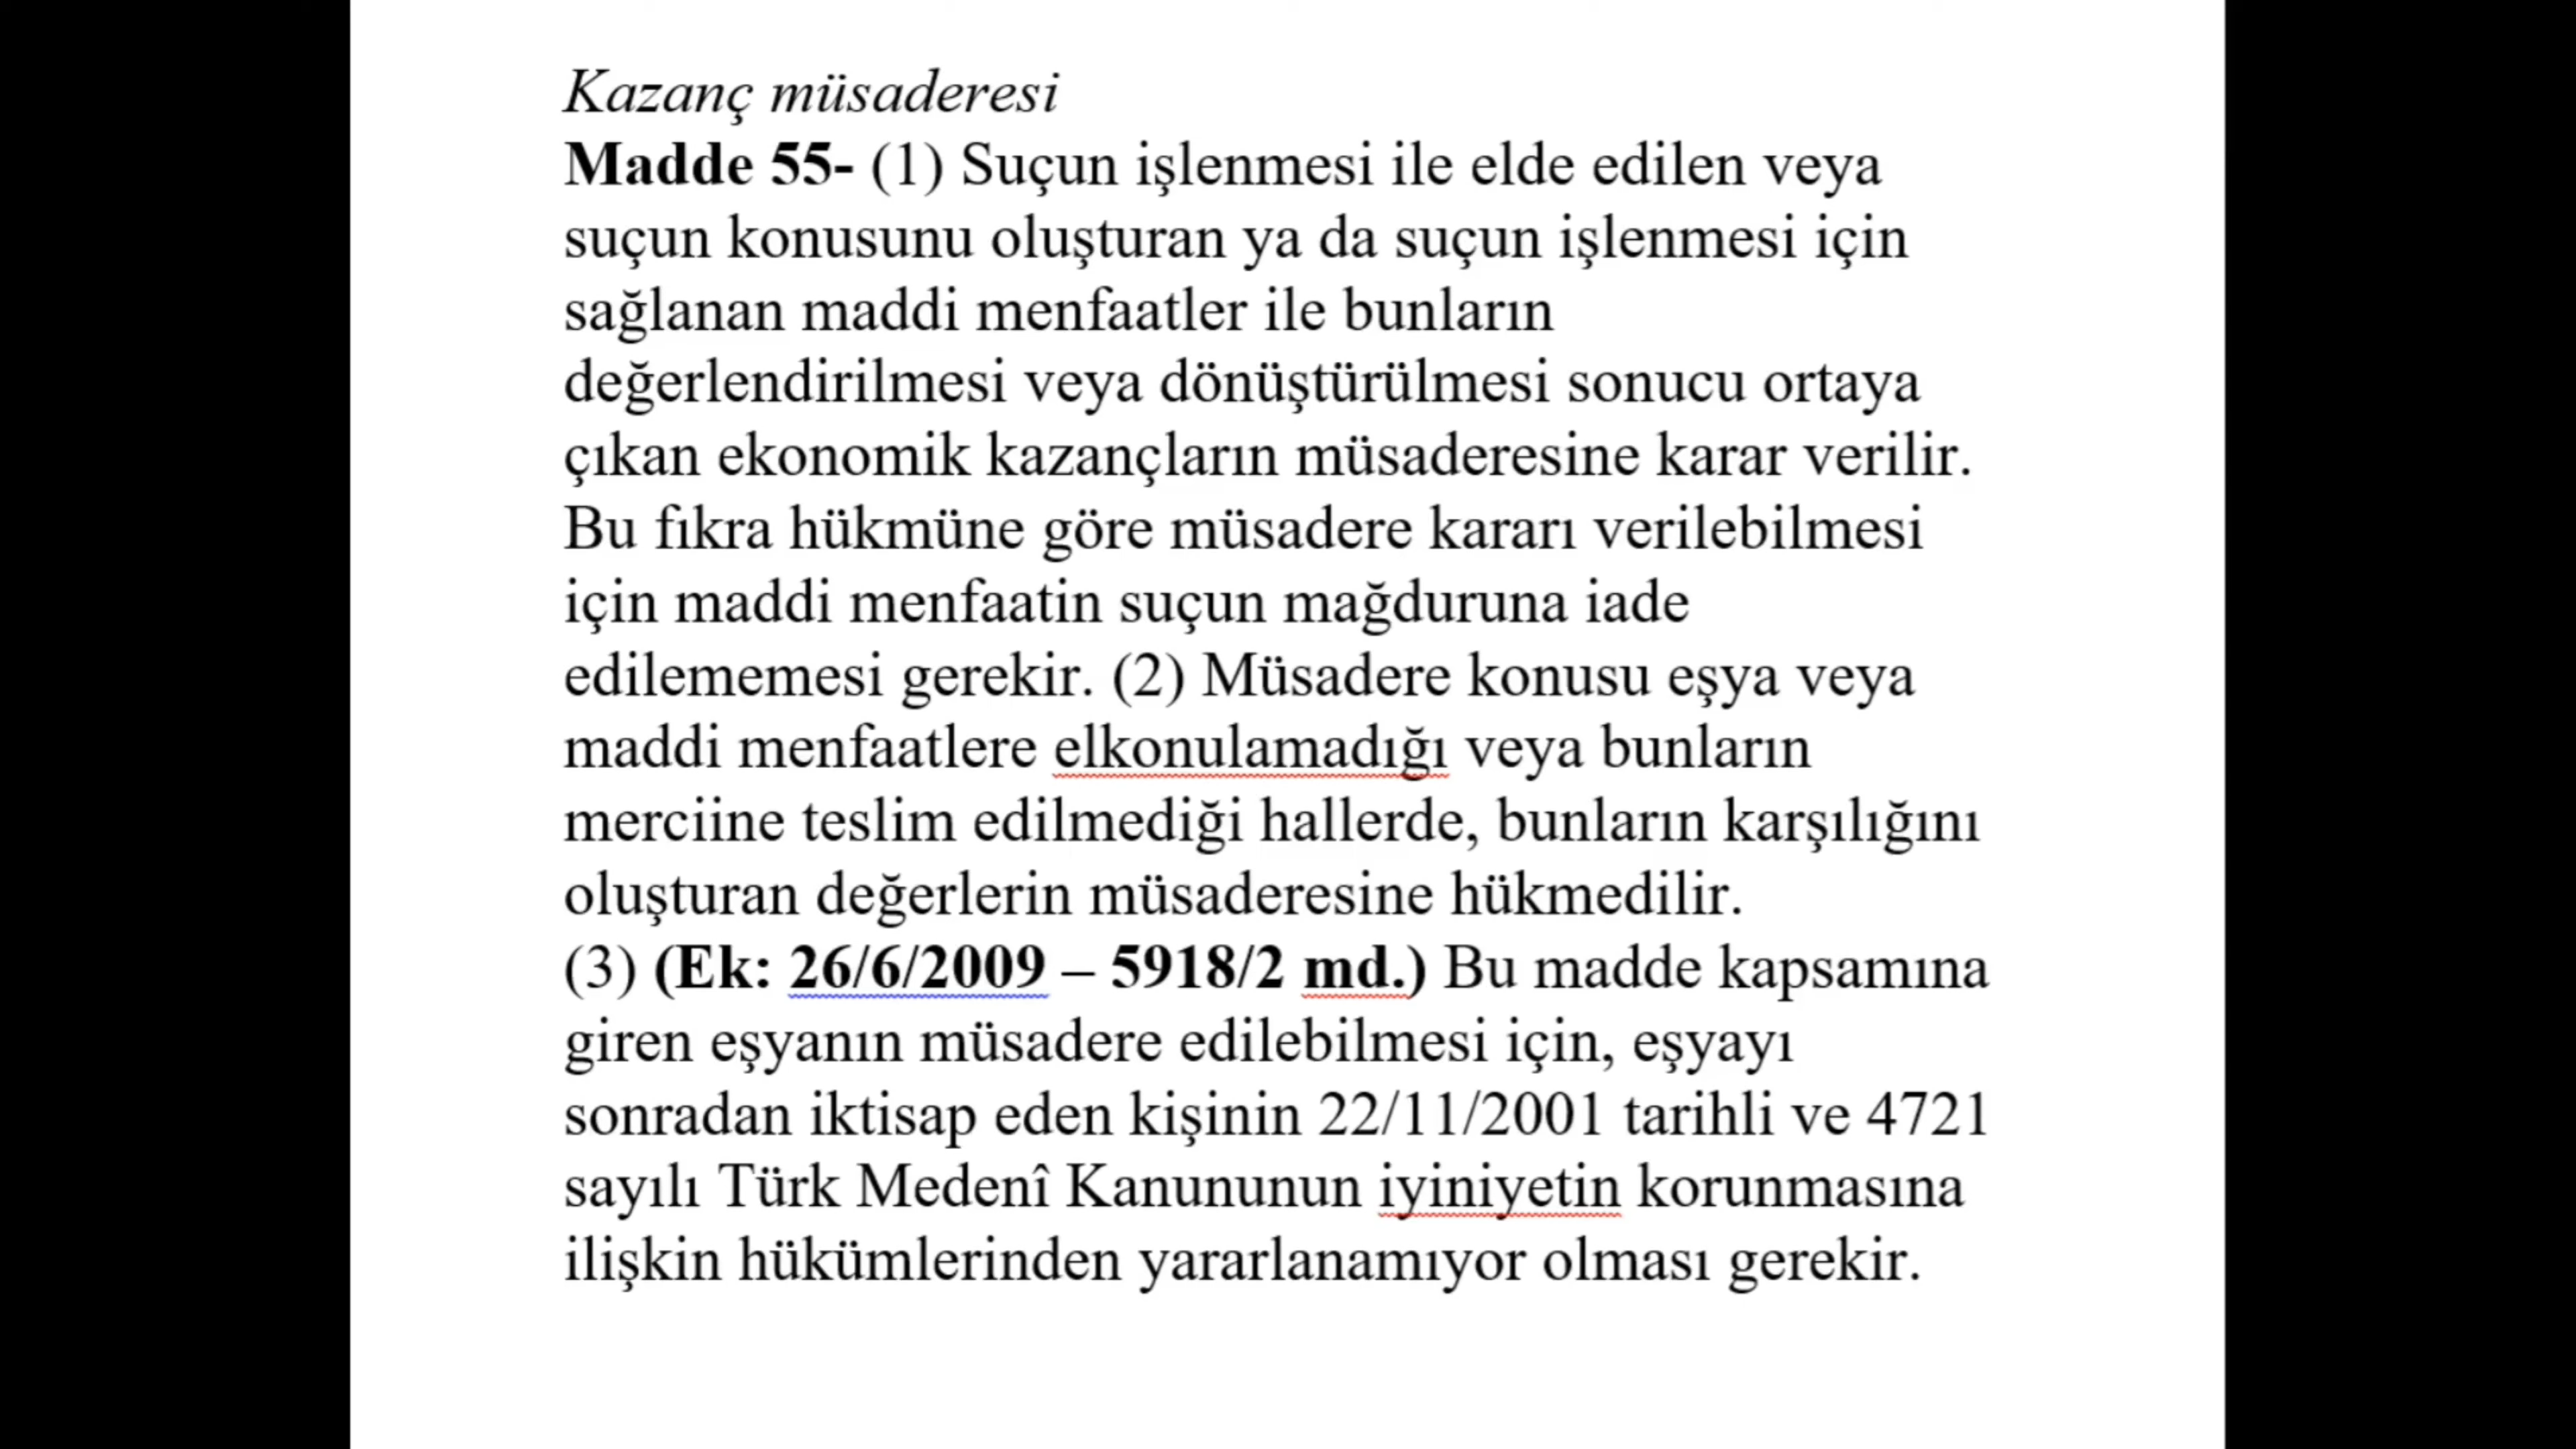 Kazanç müsaderesi
Madde 55- (1) Suçun işlenmesi ile elde edilen veya
suçun konusunu oluşturan ya da suçun işlenmesi için
sağlanan maddi menfaatler ile bunların
değerlendirilmesi veya dönüştürülmesi sonucu ortaya
çıkan ekonomik kazançların müsaderesine karar verilir.
Bu fıkra hükmüne göre müsadere kararı verilebilmesi
için maddi menfaatin suçun mağduruna iade
edilememesi gerekir. (2) Müsadere konusu eşya veya
maddi menfaatlere elkonulamadığı veya bunların
merciine teslim edilmediği hallerde, bunların karşılığını
oluşturan değerlerin müsaderesine hükmedilir.
(3) (Ek: 26/6/2009 – 5918/2 md.) Bu madde kapsamına
giren eşyanın müsadere edilebilmesi için, eşyayı
sonradan iktisap eden kişinin 22/11/2001 tarihli ve 4721
sayılı Türk Medenî Kanununun iyiniyetin korunmasına
ilişkin hükümlerinden yararlanamıyor olması gerekir.